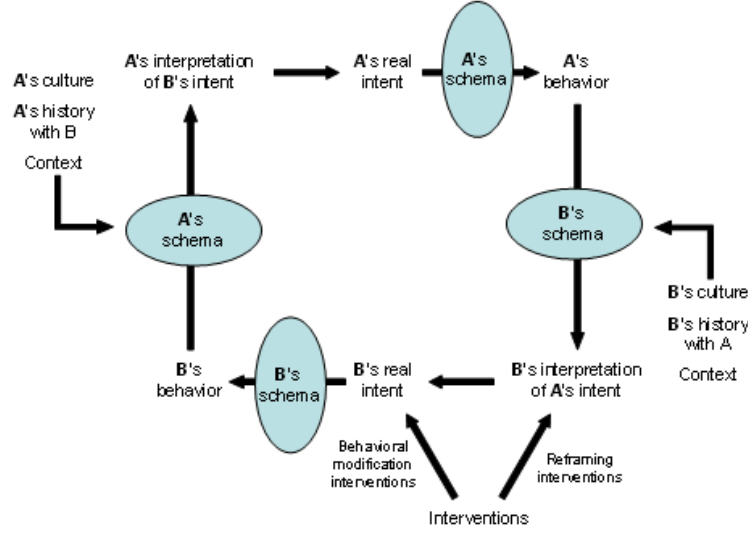 A's interpretation
of B's intent
A's real
intent
A's
schema
A's
behavior
A's culture
A's history
with B
Context
A's
schema
B's
schema
B's culture
B's history
with A
Context
B's
behavior
B's
schema
B's real
intent
B's interpretation
of A's intent
Behavioral
modification
interventions
Reframing
interventions
Interventions